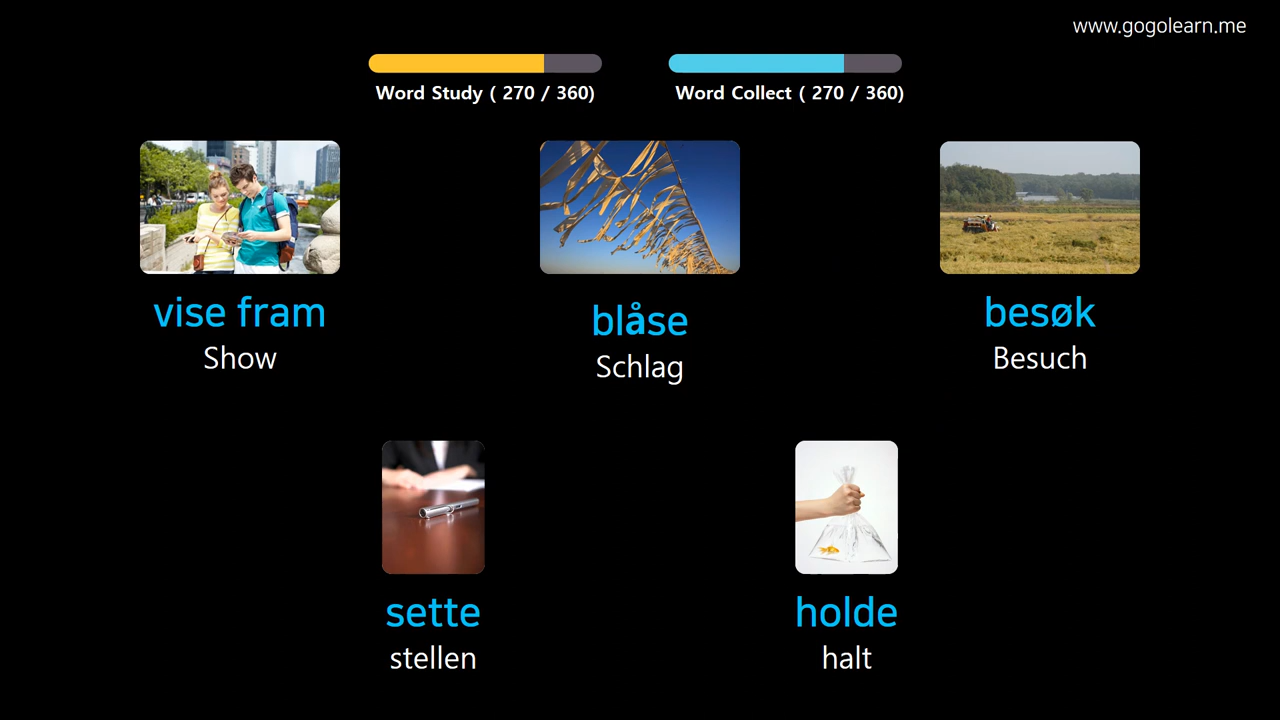 www.gogolearn.me
Word Study ( 270 / 360)
Word Collect ( 270 / 360)
vise fram
Show
blåse
Schlag
besøk
Besuch
sette
stellen
holde
halt